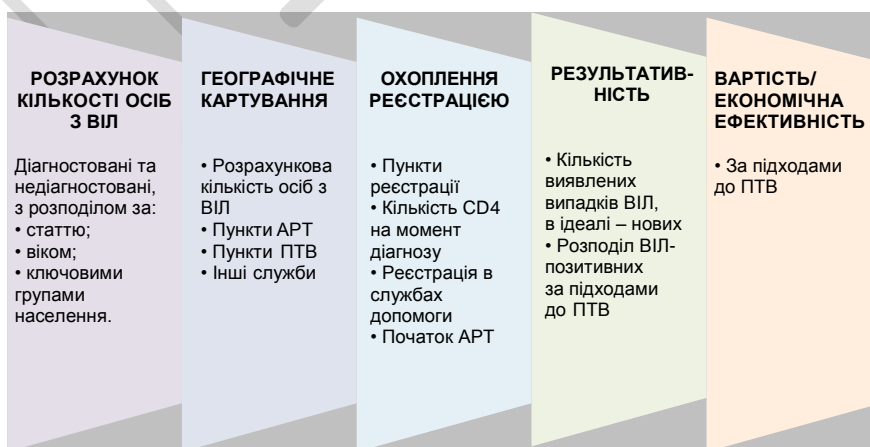 РОЗРАХУНОК
КІЛЬКОСТІ ОСІБ
З ВІЛ
Діагностовані та
недіагностовані,
з розподілом за:
• статтю;
• віком;
• ключовими
групами
населення.
ГЕОГРАФІЧНЕ
КАРТУВАННЯ
• Розрахункова
кількість осіб з
ВІЛ
• Пункти АРТ
• Пункти ПТВ
• Інші служби
ОХОПЛЕННЯ
РЕЄСТРАЦІЄЮ
• Пункти
реєстрації
• Кількість CD4
на момент
діагнозу
• Реєстрація в
службах
допомоги
• Початок АРТ
РЕЗУЛЬТАТИВ-
НІСТЬ
• Кількість
виявлених
випадків ВІЛ,
в ідеалі – нових
• Розподіл ВІЛ-
позитивних
за підходами
до ПТВ
ВАРТІСТЬ/
ЕКОНОМІЧНА
ЕФЕКТИВНІСТЬ
• За підходами
до ПТВ